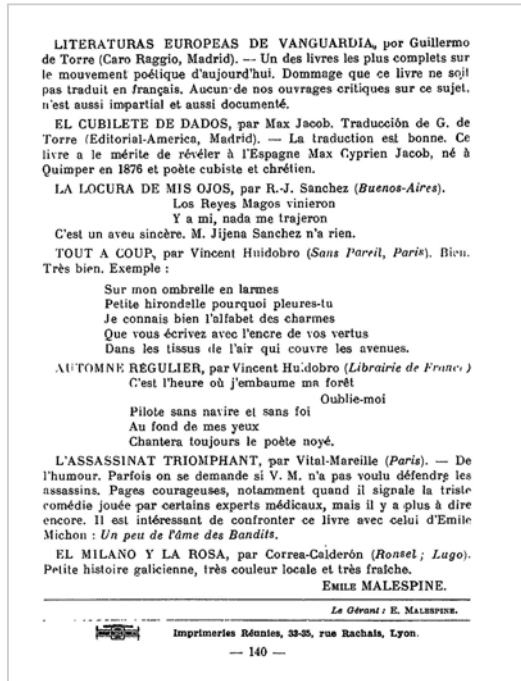 LITERATURAS EUROPEAS DE VANGUARDIA, por Guillermo
de Torre (Caro Raggio, Madrid). — Un des livres les plus complets sur
le mouvement poétique d'aujourd'hui. Dommage que ce livre ne soit
pas traduit en français. Aucun de nos ouvrages critiques sur ce sujet,
n'est aussi impartial et aussi documenté.
EL CUBILETE DE DADOS, par Max Jacob. Traducción de G. de
Torre (Editorial-America, Madrid). — La traduction est bonne. Ce
livre a le mérite de révéler à l'Espagne Max Cyprien Jacob, né à
Quimper en 1876 et poète cubiste et chrétien.
LA LOCURA DE MIS OJOS, par R.-J. Sanchez (Buenos-Aires).
Los Reyes Magos vinieron
Y a mi, nada me trajeron
C'est un aveu sincère. M. Jijena Sanchez n'a rien.
TOUT A COUP, par Vincent Huidobro (Sans Pareil, Paris). Bien.
Très bien. Exemple :
Sur mon ombrelle en larmes
Petite hirondelle pourquoi pleures-tu
Je connais bien l'alfabet des charmes
Que vous écrivez avec l'encre de vos vertus
Dans les tissus de l'air qui couvre les avenues.
AUTOMNE RÉGULIER, par Vincent Huidobro (Librairie de France)
C'est l'heure où j'embaume ma forêt
Oublie-moi
Pilote sans navire et sans foi
Au fond de mes yeux
Chantera toujours le poète noyé.
L'ASSASSINAT TRIOMPHANT, par Vital-Mareille (Paris). — De
l'humour. Parfois on se demande si V. M. n'a pas voulu défendre les
assassins. Pages courageuses, notamment quand il signale la triste
comédie jouée par certains experts médicaux, mais il y a plus à dire
encore. Il est intéressant de confronter ce livre avec celui d'Emile
Michon : Un peu de l'âme des Bandits.
EL MILANO Y LA ROSA, par Correa-Calderón (Ronsel ; Lugo).
Petite histoire galicienne, très couleur locale et très fraîche.
EMILE MALESPINE.
Le Gérant : E. MALESPINE.
Imprimeries Réunies, 33-35, rue Rachais, Lyon.
— 140 —